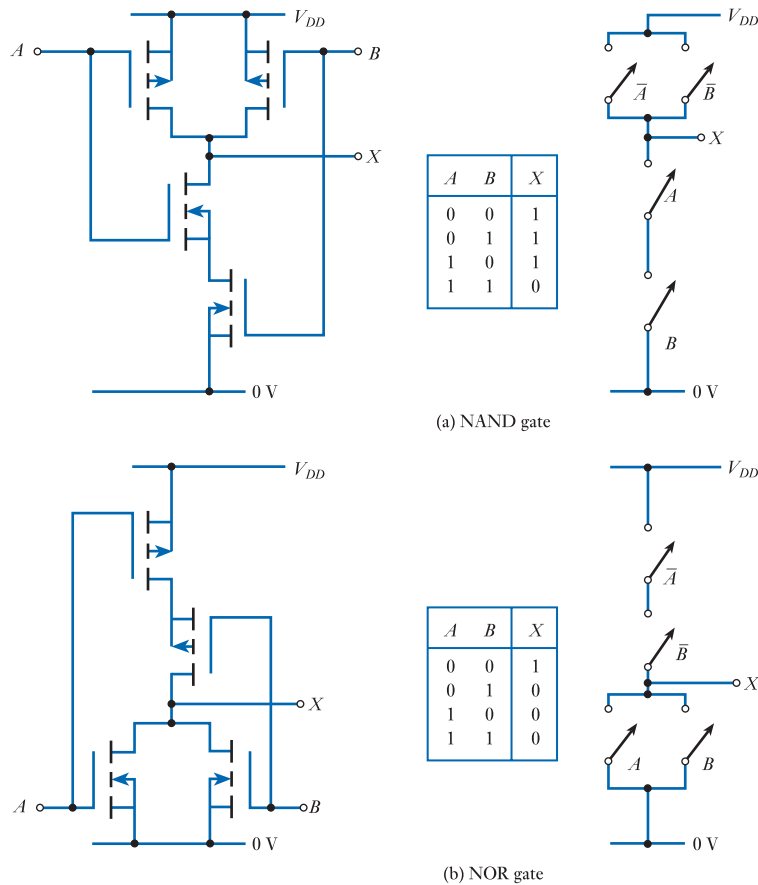 V_DD
A
B
X
A B X
0 0 1
0 1 1
1 0 1
1 1 0
0 V
V_DD
A̅
B̅
X
A
B
0 V
(a) NAND gate
V_DD
A
B
X
A B X
0 0 1
0 1 0
1 0 0
1 1 0
0 V
V_DD
A̅
B̅
X
A
B
0 V
(b) NOR gate